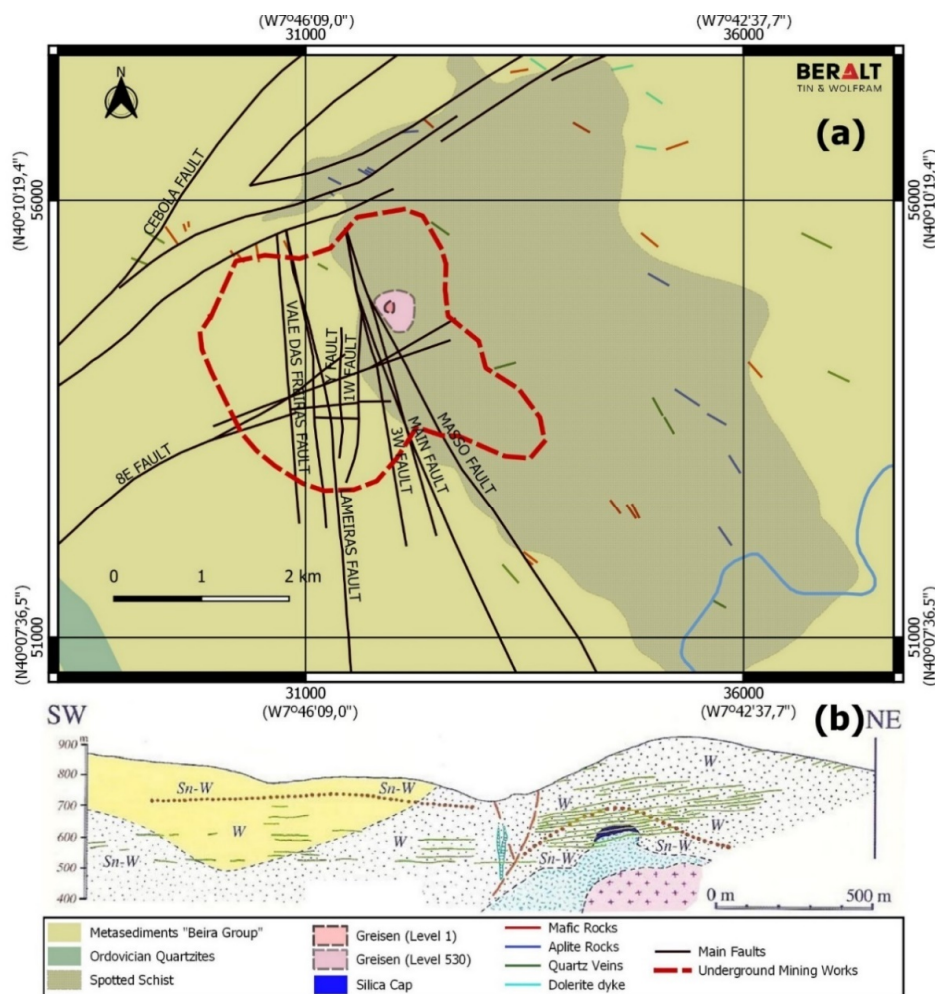 (W7º46'09,0")
(W7º42'37,7")
31000
36000
N
BERALT
TIN & WOLFRAM
(a)
CEBOLA FAULT
56000
(N40º10'19,4")
56000
(N40º10'19,4")
VALE DAS FREIRAS FAULT
1W FAULT
3W FAULT
MAIN FAULT
MASSO FAULT
8E FAULT
LAMEIRAS FAULT
0 1 2 km
51000
(N40º07'36,5")
51000
(N40º07'36,5")
31000
36000
(W7º46'09,0")
(W7º42'37,7")
SW
(b)
NE
900 m
800
700
600
500
400
Sn-W
Sn-W
W
Sn-W
W
W
W
W
Sn-W
Sn-W
0 m 500 m
Metasediments "Beira Group"
Ordovician Quartzites
Spotted Schist
Greisen (Level 1)
Greisen (Level 530)
Silica Cap
Mafic Rocks
Aplite Rocks
Quartz Veins
Dolerite dyke
Main Faults
Underground Mining Works